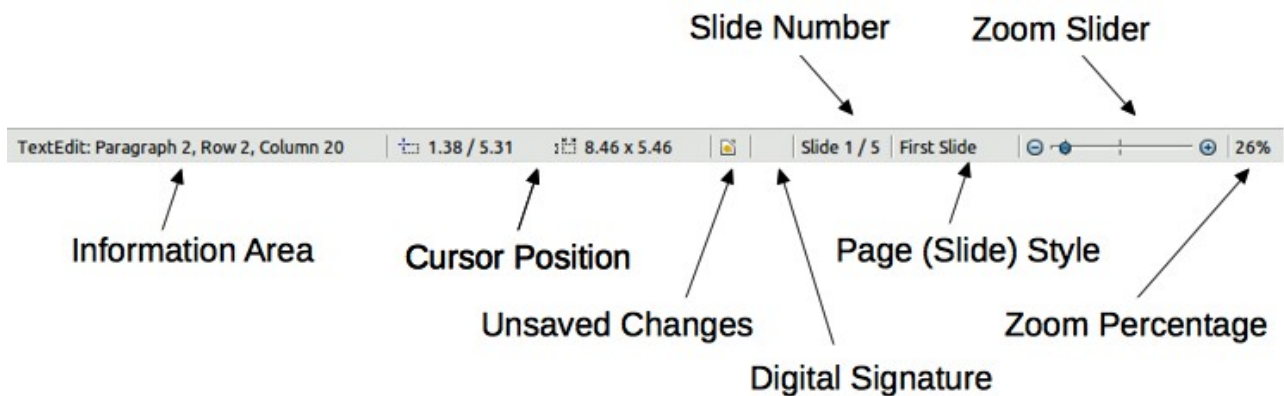 Slide Number Zoom Slider
TextEdit: Paragraph 2, Row 2, Column 20 1.38 / 5.31 8.46 x 5.46 Slide 1 / 5 First Slide 26%
Information Area Cursor Position Page (Slide) Style
Unsaved Changes Zoom Percentage
Digital Signature